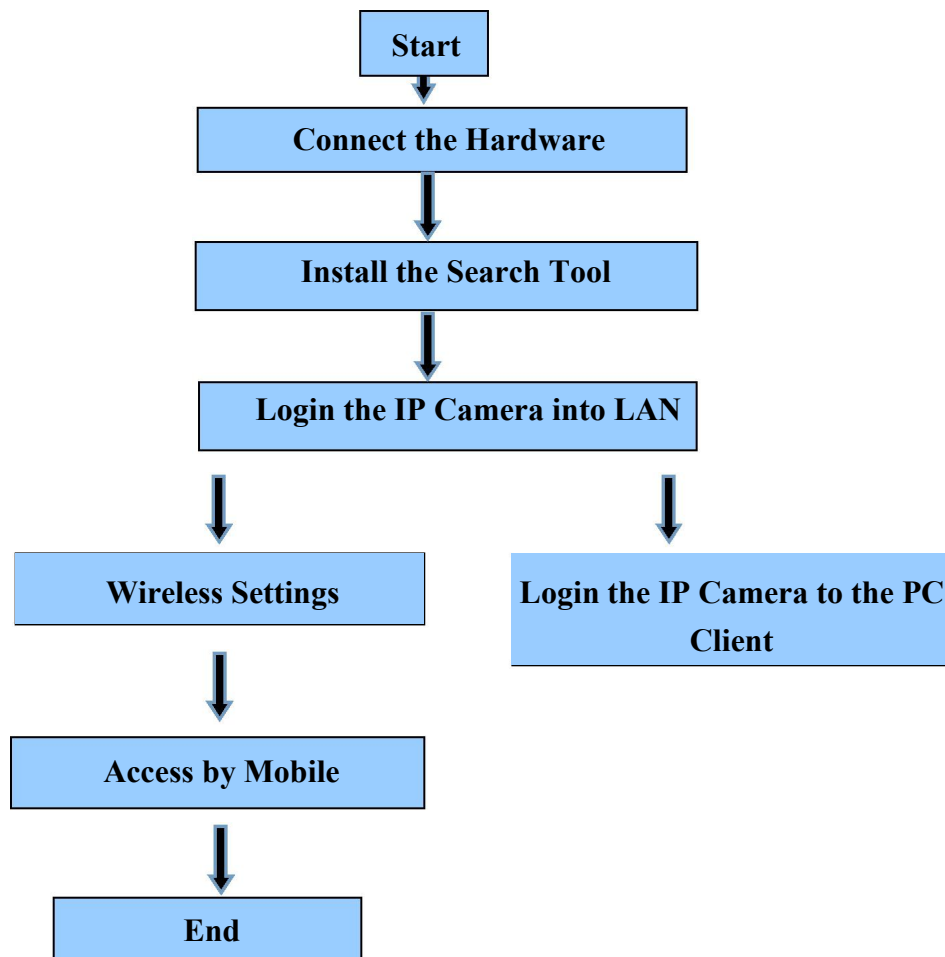 Start
Connect the Hardware
Install the Search Tool
Login the IP Camera into LAN
Wireless Settings
Login the IP Camera to the PC
Client
Access by Mobile
End